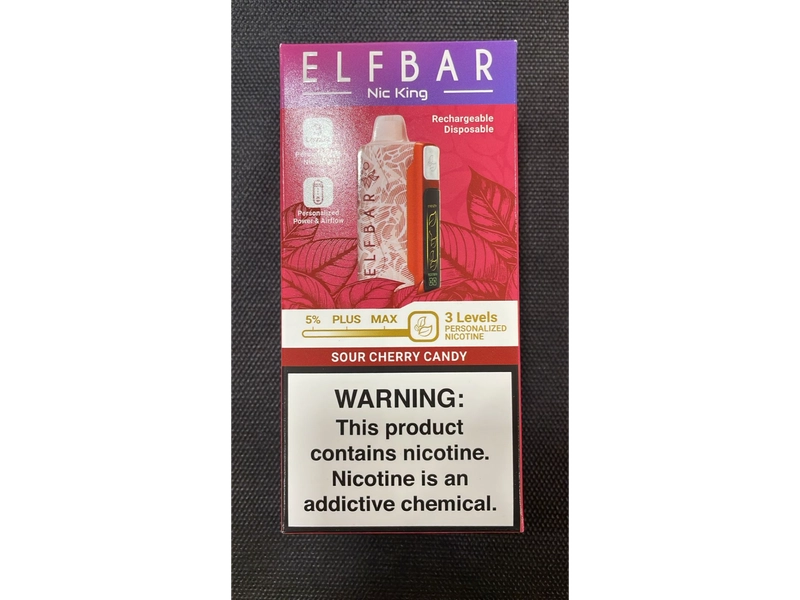 ELFBAR
Nic King
Rechargeable
Disposable
3
Personalized
Power & Airflow
ELFBAR
5% PLUS MAX
3 Levels
PERSONALIZED
NICOTINE
SOUR CHERRY CANDY
WARNING:
This product
contains nicotine.
Nicotine is an
addictive chemical.